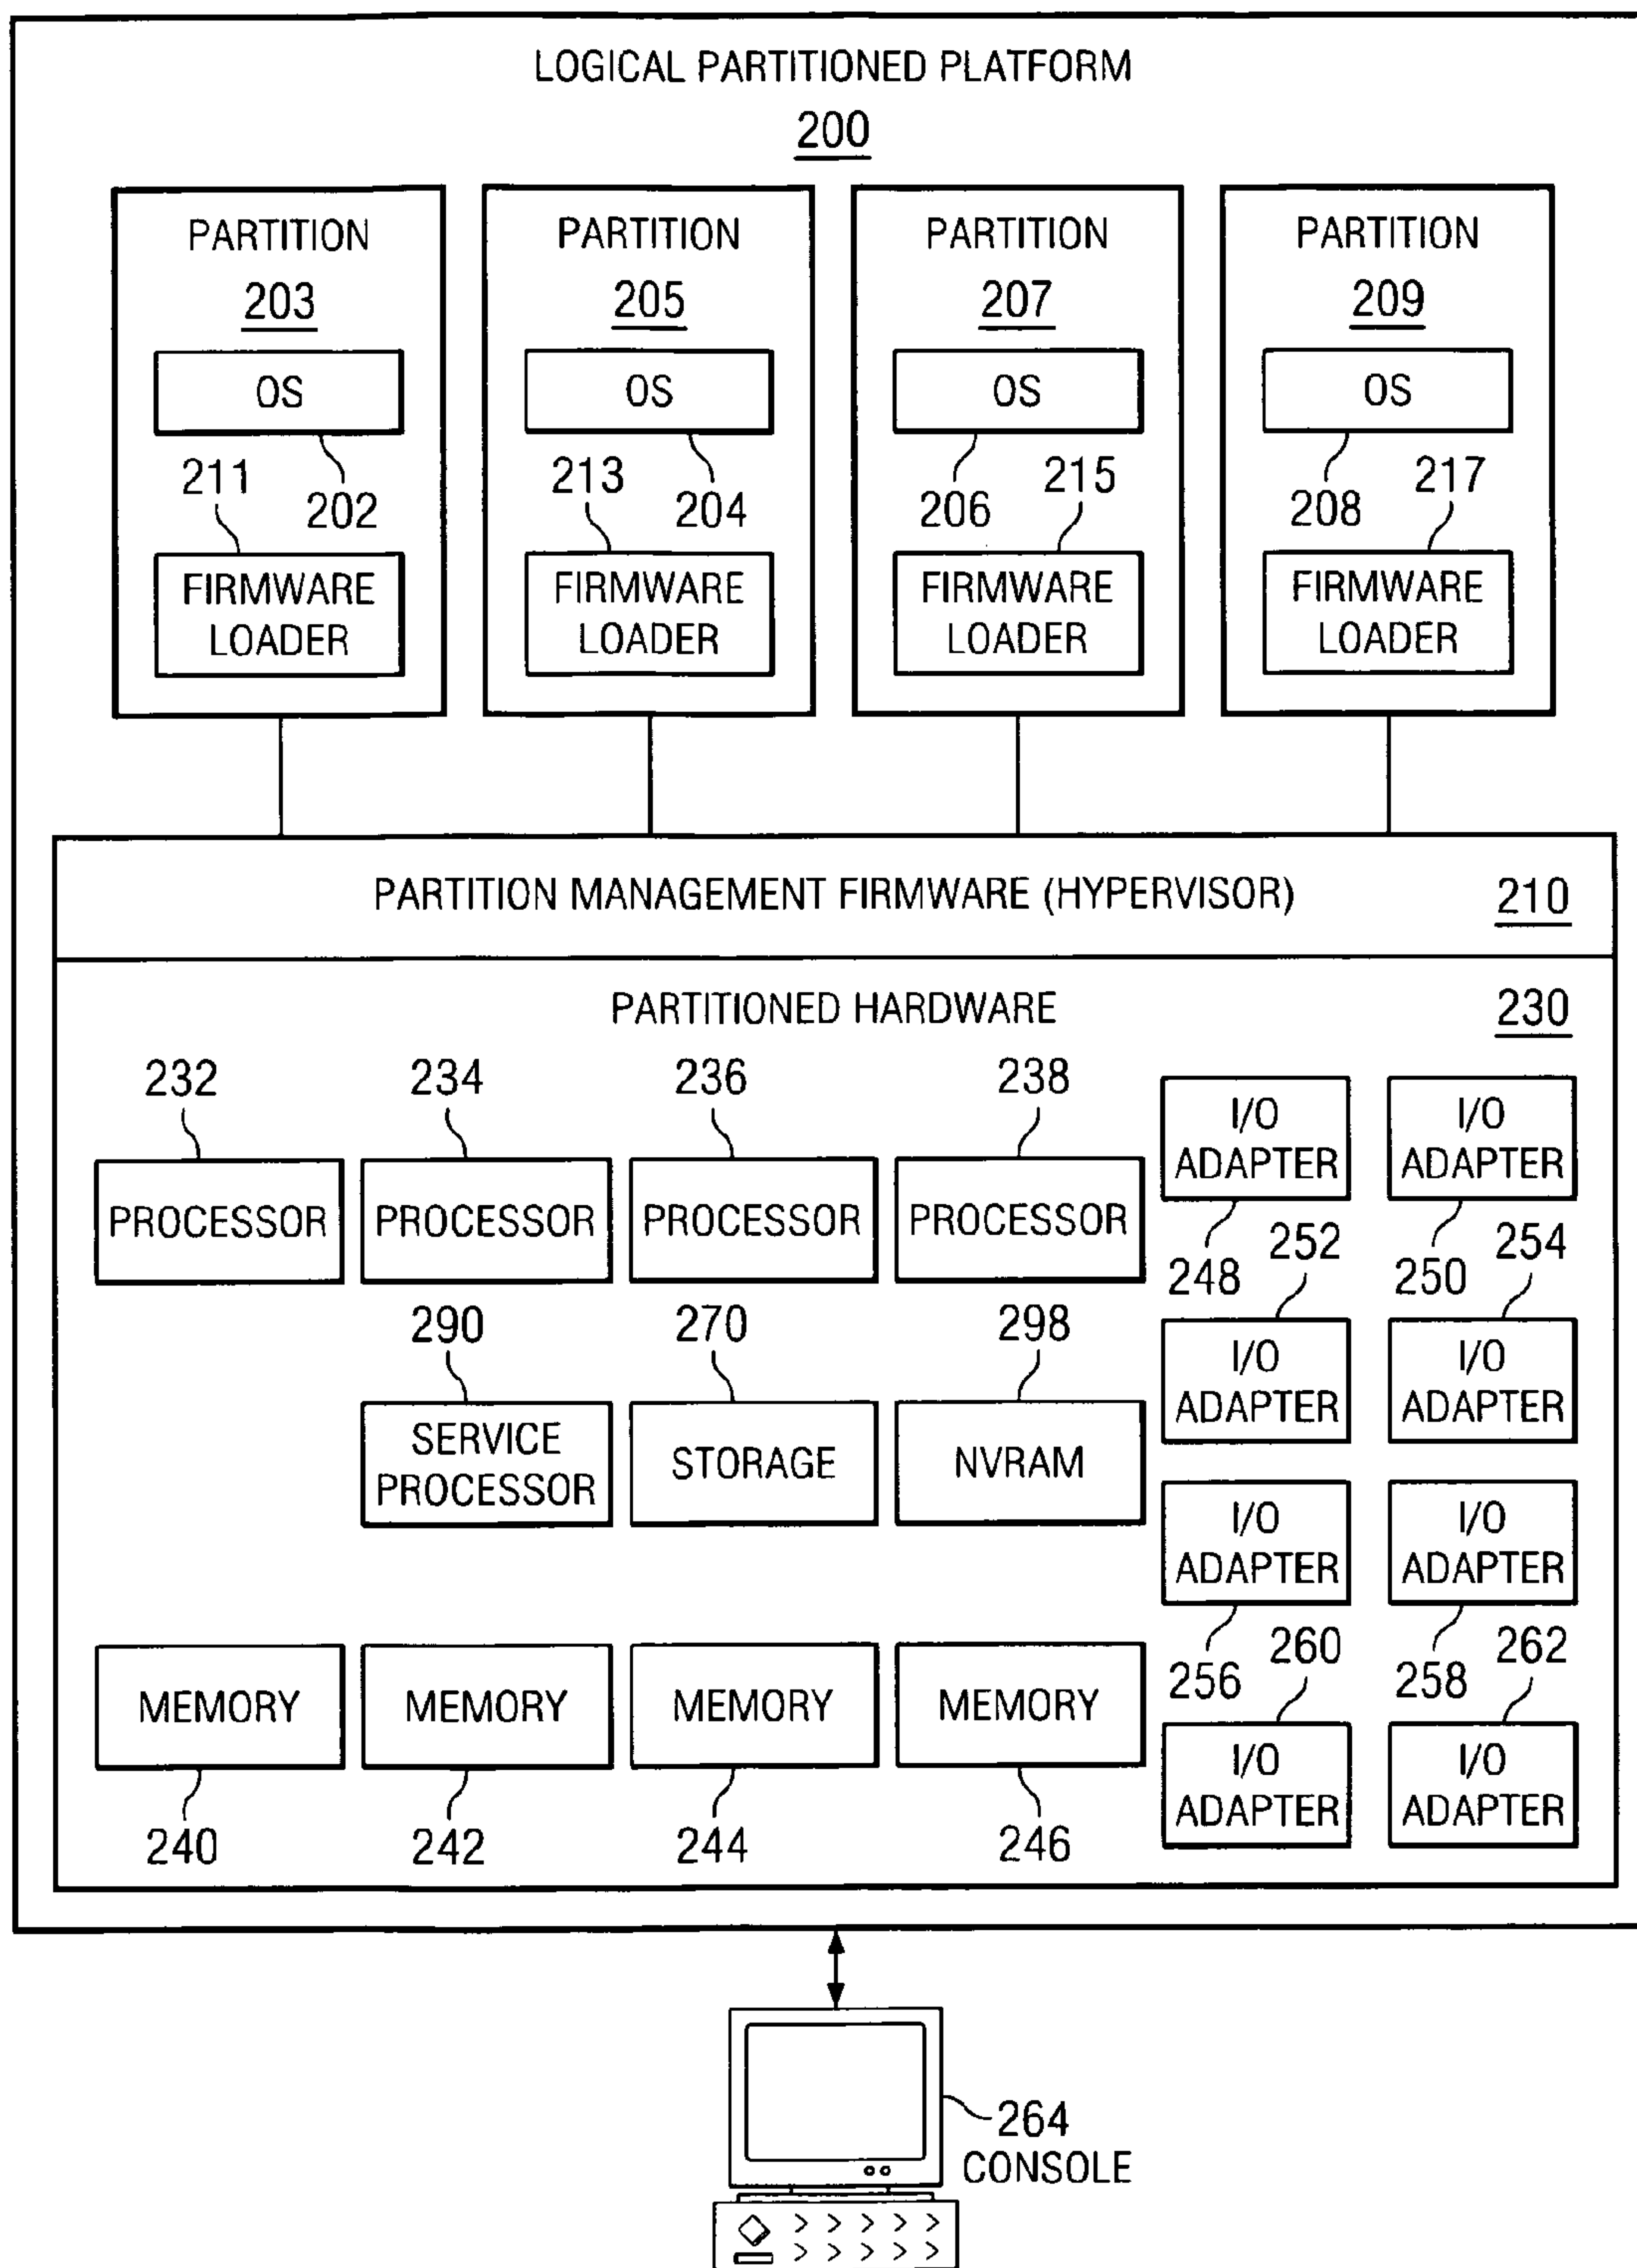 LOGICAL PARTITIONED PLATFORM
200
PARTITION
203
OS
211
202
FIRMWARE
LOADER
PARTITION
205
OS
213
204
FIRMWARE
LOADER
PARTITION
207
OS
206
215
FIRMWARE
LOADER
PARTITION
209
OS
208
217
FIRMWARE
LOADER
PARTITION MANAGEMENT FIRMWARE (HYPERVISOR)
210
PARTITIONED HARDWARE
230
232
234
236
238
PROCESSOR
PROCESSOR
PROCESSOR
PROCESSOR
290
270
298
SERVICE
PROCESSOR
STORAGE
NVRAM
MEMORY
MEMORY
MEMORY
MEMORY
240
242
244
246
I/O
ADAPTER
I/O
ADAPTER
248
252
250
254
I/O
ADAPTER
I/O
ADAPTER
I/O
ADAPTER
I/O
ADAPTER
256
260
258
262
I/O
ADAPTER
I/O
ADAPTER
264
CONSOLE